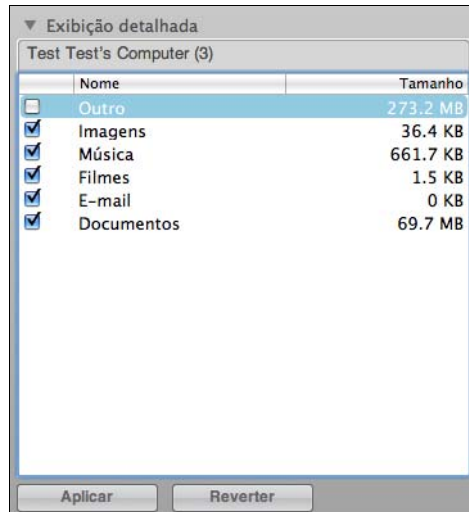 Exibição detalhada
Test Test's Computer (3)
Nome Tamanho
Outro 273.2 MB
Imagens 36.4 KB
Música 661.7 KB
Filmes 1.5 KB
E-mail 0 KB
Documentos 69.7 MB
Aplicar Reverter